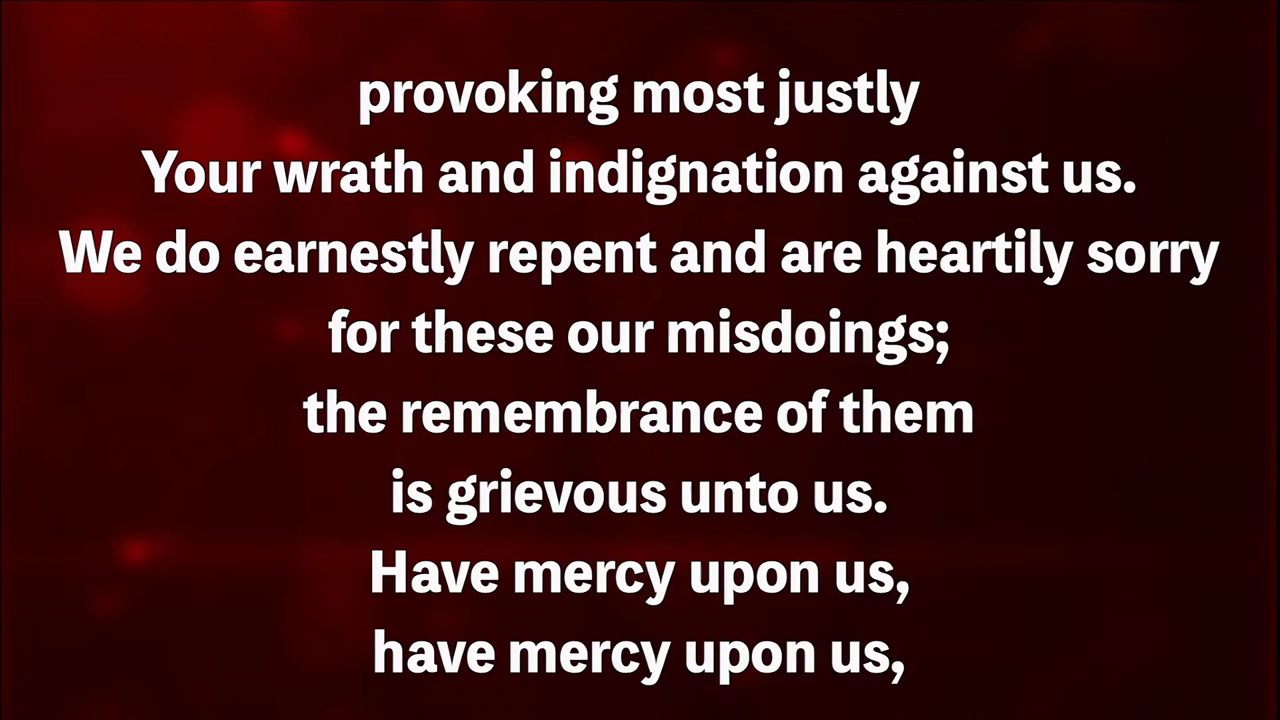 provoking most justly
Your wrath and indignation against us.
We do earnestly repent and are heartily sorry
for these our misdoings;
the remembrance of them
is grievous unto us.
Have mercy upon us,
have mercy upon us,